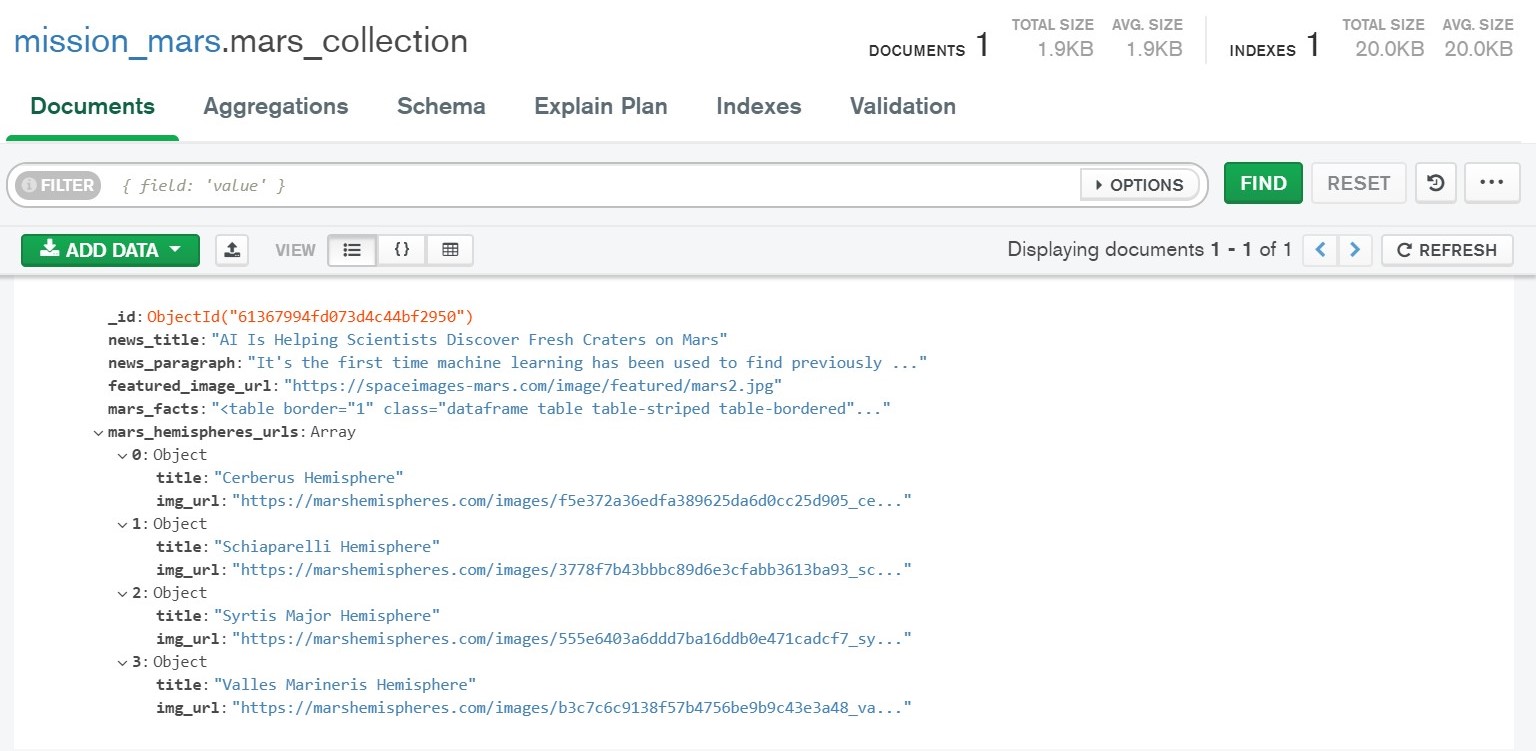 mission_mars.mars_collection
DOCUMENTS 1 TOTAL SIZE 1.9KB AVG. SIZE 1.9KB INDEXES 1 TOTAL SIZE 20.0KB AVG. SIZE 20.0KB
Documents Aggregations Schema Explain Plan Indexes Validation
FILTER { field: 'value' } OPTIONS FIND RESET ...
ADD DATA VIEW {} Displaying documents 1 - 1 of 1 < > REFRESH
_id: ObjectId("61367994fd073d4c44bf2950")
news_title: "AI Is Helping Scientists Discover Fresh Craters on Mars"
news_paragraph: "It's the first time machine learning has been used to find previously ..."
featured_image_url: "https://spaceimages-mars.com/image/featured/mars2.jpg"
mars_facts: "<table border="1" class="dataframe table table-striped table-bordered"..."
mars_hemispheres_urls: Array
0: Object
title: "Cerberus Hemisphere"
img_url: "https://marshemispheres.com/images/f5e372a36edfa389625da6d0cc25d905_ce..."
1: Object
title: "Schiaparelli Hemisphere"
img_url: "https://marshemispheres.com/images/3778f7b43bbbc89d6e3cfabb3613ba93_sc..."
2: Object
title: "Syrtis Major Hemisphere"
img_url: "https://marshemispheres.com/images/555e6403a6ddd7ba16ddb0e471cadcf7_sy..."
3: Object
title: "Valles Marineris Hemisphere"
img_url: "https://marshemispheres.com/images/b3c7c6c9138f57b4756be9b9c43e3a48_va..."